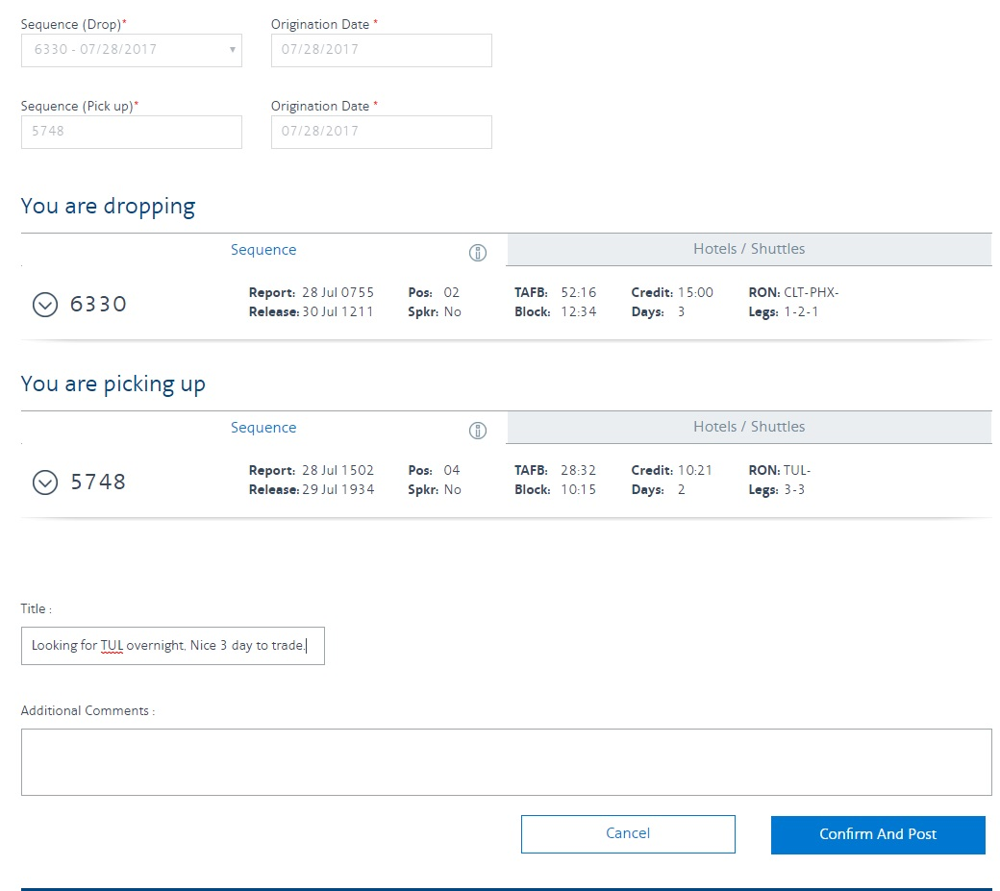 Sequence (Drop)* Origination Date *
6330 - 07/28/2017 07/28/2017
Sequence (Pick up)* Origination Date *
5748 07/28/2017
You are dropping
Sequence Hotels / Shuttles
6330 Report: 28 Jul 0755 Pos: 02 TAFB: 52:16 Credit: 15:00 RON: CLT-PHX-
Release: 30 Jul 1211 Spkr: No Block: 12:34 Days: 3 Legs: 1-2-1
You are picking up
Sequence Hotels / Shuttles
5748 Report: 28 Jul 1502 Pos: 04 TAFB: 28:32 Credit: 10:21 RON: TUL-
Release: 29 Jul 1934 Spkr: No Block: 10:15 Days: 2 Legs: 3-3
Title :
Looking for TUL overnight. Nice 3 day to trade.
Additional Comments :
Cancel Confirm And Post